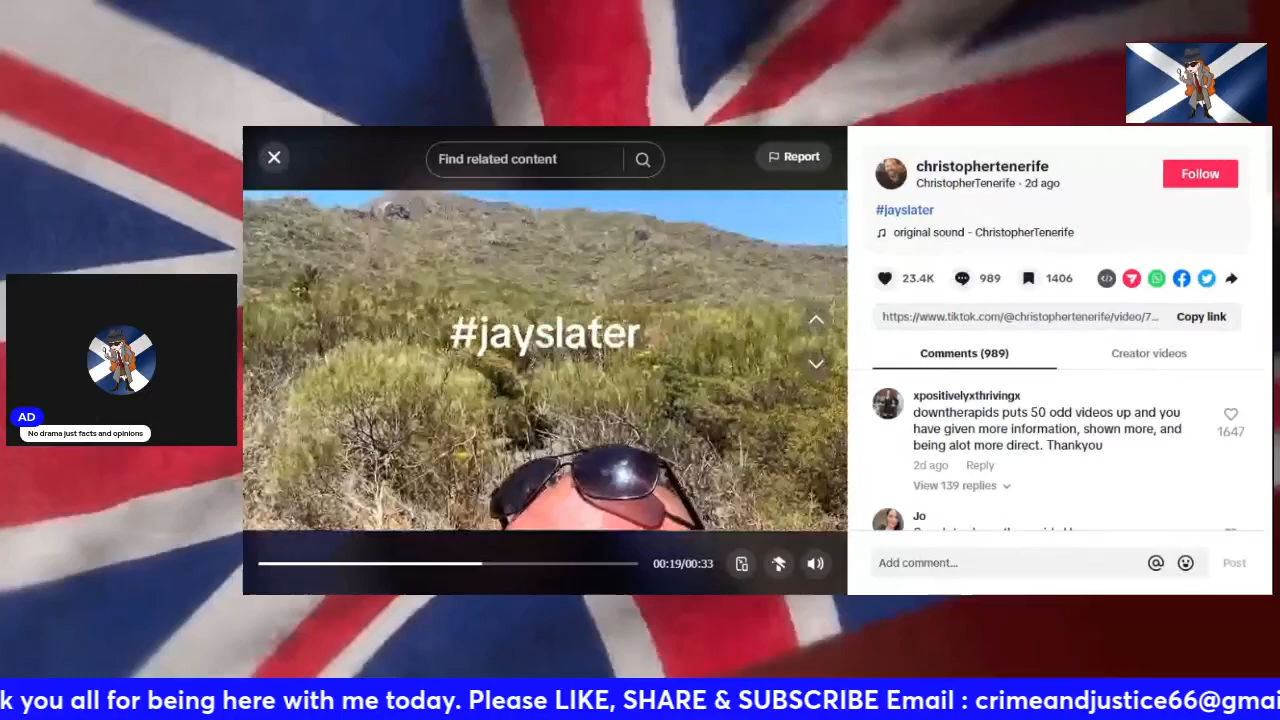 Find related content
Report
#jayslater
00:19/00:33
christophertenerife
ChristopherTenerife · 2d ago
Follow
#jayslater
original sound - ChristopherTenerife
23.4K
989
1406
https://www.tiktok.com/@christophertenerife/video/7...
Copy link
Comments (989)
Creator videos
xpositivelyxthrivingx
downtherapids puts 50 odd videos up and you
have given more information, shown more, and
being alot more direct. Thankyou
1647
2d ago
Reply
View 139 replies
Jo
Add comment...
Post
AD
No drama just facts and opinions
k you all for being here with me today. Please LIKE, SHARE & SUBSCRIBE Email : crimeandjustice66@gmai